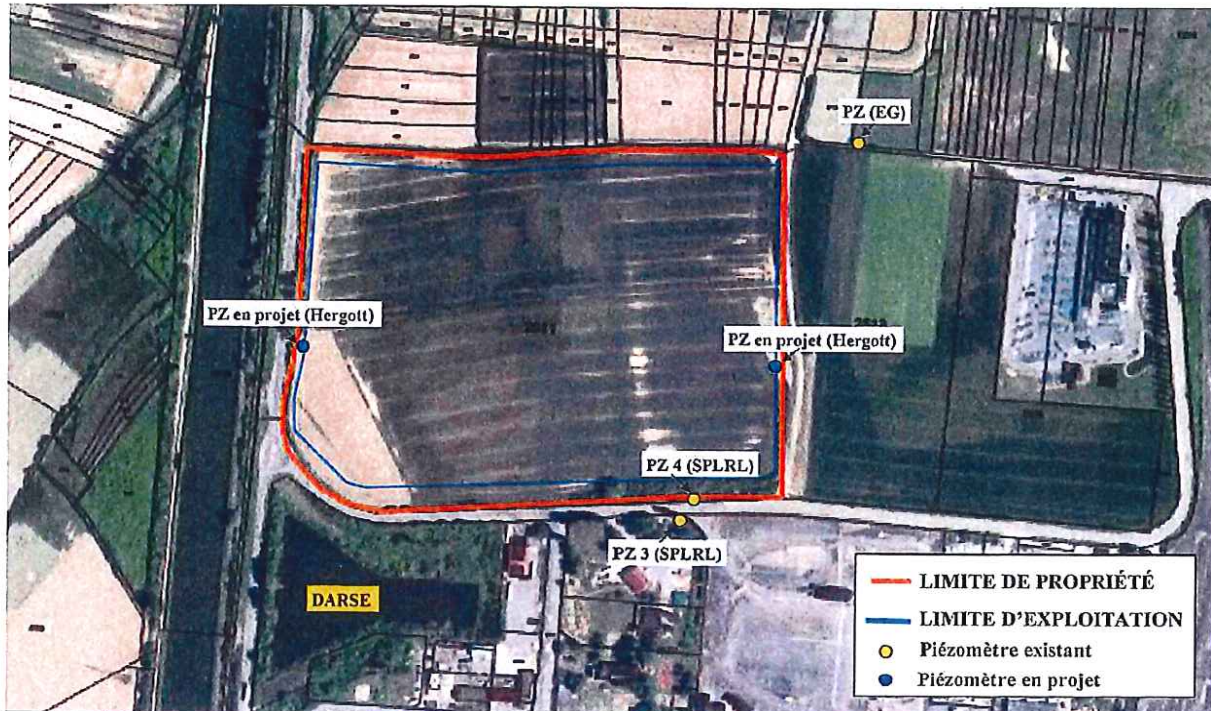 PZ (EG)
PZ en projet (Hergott)
PZ en projet (Hergott)
PZ 4 (SPLRL)
PZ 3 (SPLRL)
DARSE
LIMITE DE PROPRIÉTÉ
LIMITE D'EXPLOITATION
Piézomètre existant
Piézomètre en projet